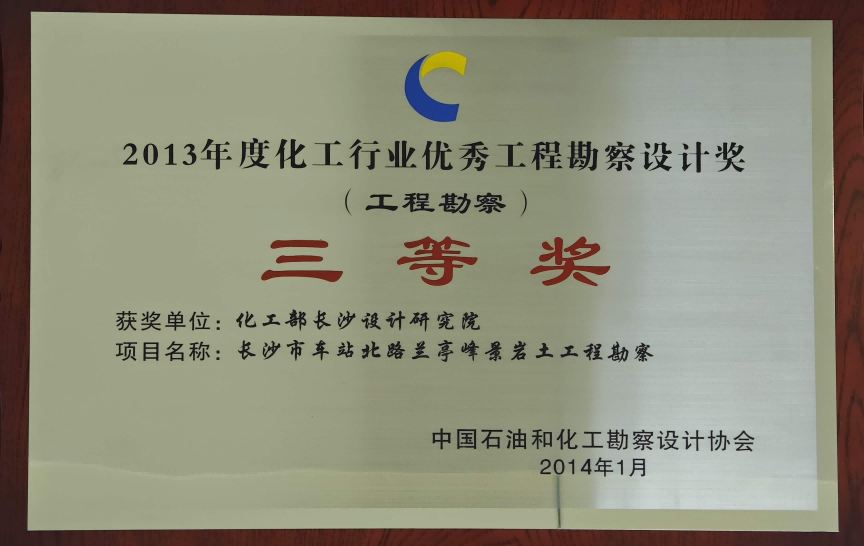 2013年度化工行业优秀工程勘察设计奖
（工程勘察）
三等奖
获奖单位：化工部长沙设计研究院
项目名称：长沙市车站北路兰亭峰景岩土工程勘察
中国石油和化工勘察设计协会
2014年1月